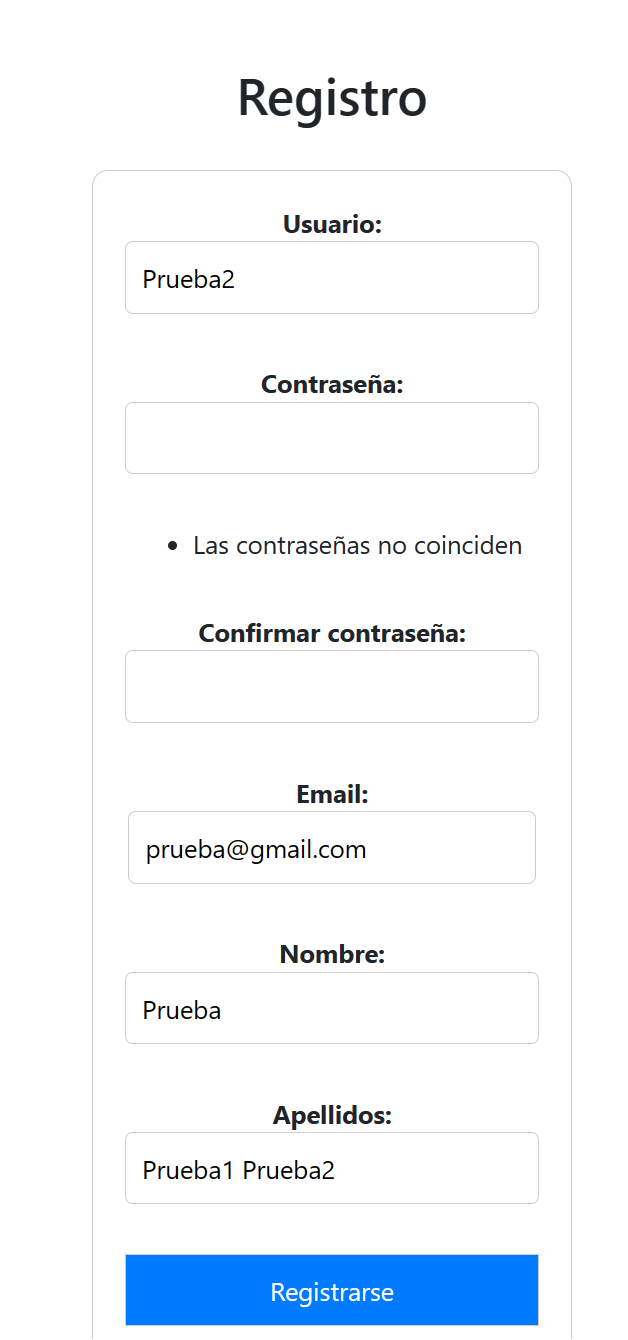 Registro
Usuario:
Prueba2
Contraseña:
Las contraseñas no coinciden
Confirmar contraseña:
Email:
prueba@gmail.com
Nombre:
Prueba
Apellidos:
Prueba1 Prueba2
Registrarse